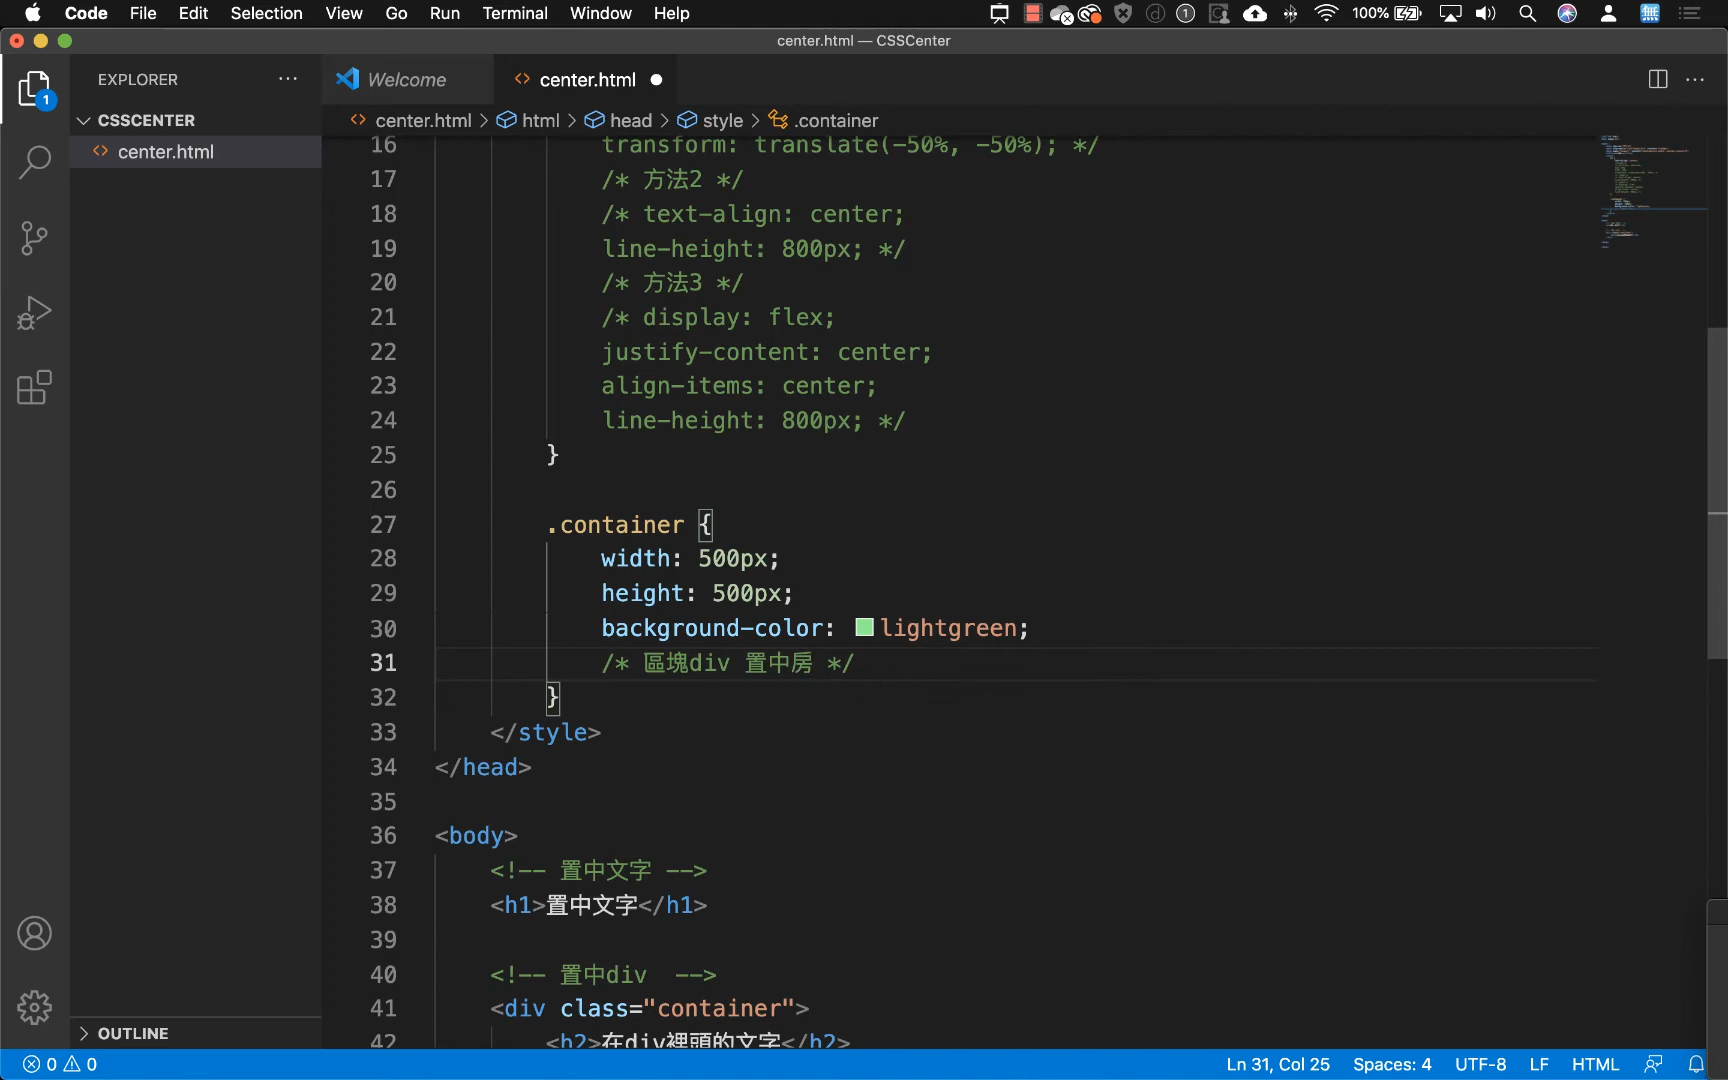 Code File Edit Selection View Go Run Terminal Window Help 100%
center.html — CSSCenter
EXPLORER
Welcome
center.html
CSSCENTER
center.html
center.html > html > head > style > .container
1
16 transform: translate(-50%, -50%); */
17 /* 方法2 */
18 /* text-align: center;
19 line-height: 800px; */
20 /* 方法3 */
21 /* display: flex;
22 justify-content: center;
23 align-items: center;
24 line-height: 800px; */
25 }
26
27 .container {
28 width: 500px;
29 height: 500px;
30 background-color: lightgreen;
31 /* 區塊div 置中房 */
32 }
33 </style>
34 </head>
35
36 <body>
37 <!-- 置中文字 -->
38 <h1>置中文字</h1>
39
40 <!-- 置中div  -->
41 <div class="container">
42 <h2>在div裡頭的文字</h2>
OUTLINE
0 0 Ln 31, Col 25 Spaces: 4 UTF-8 LF HTML